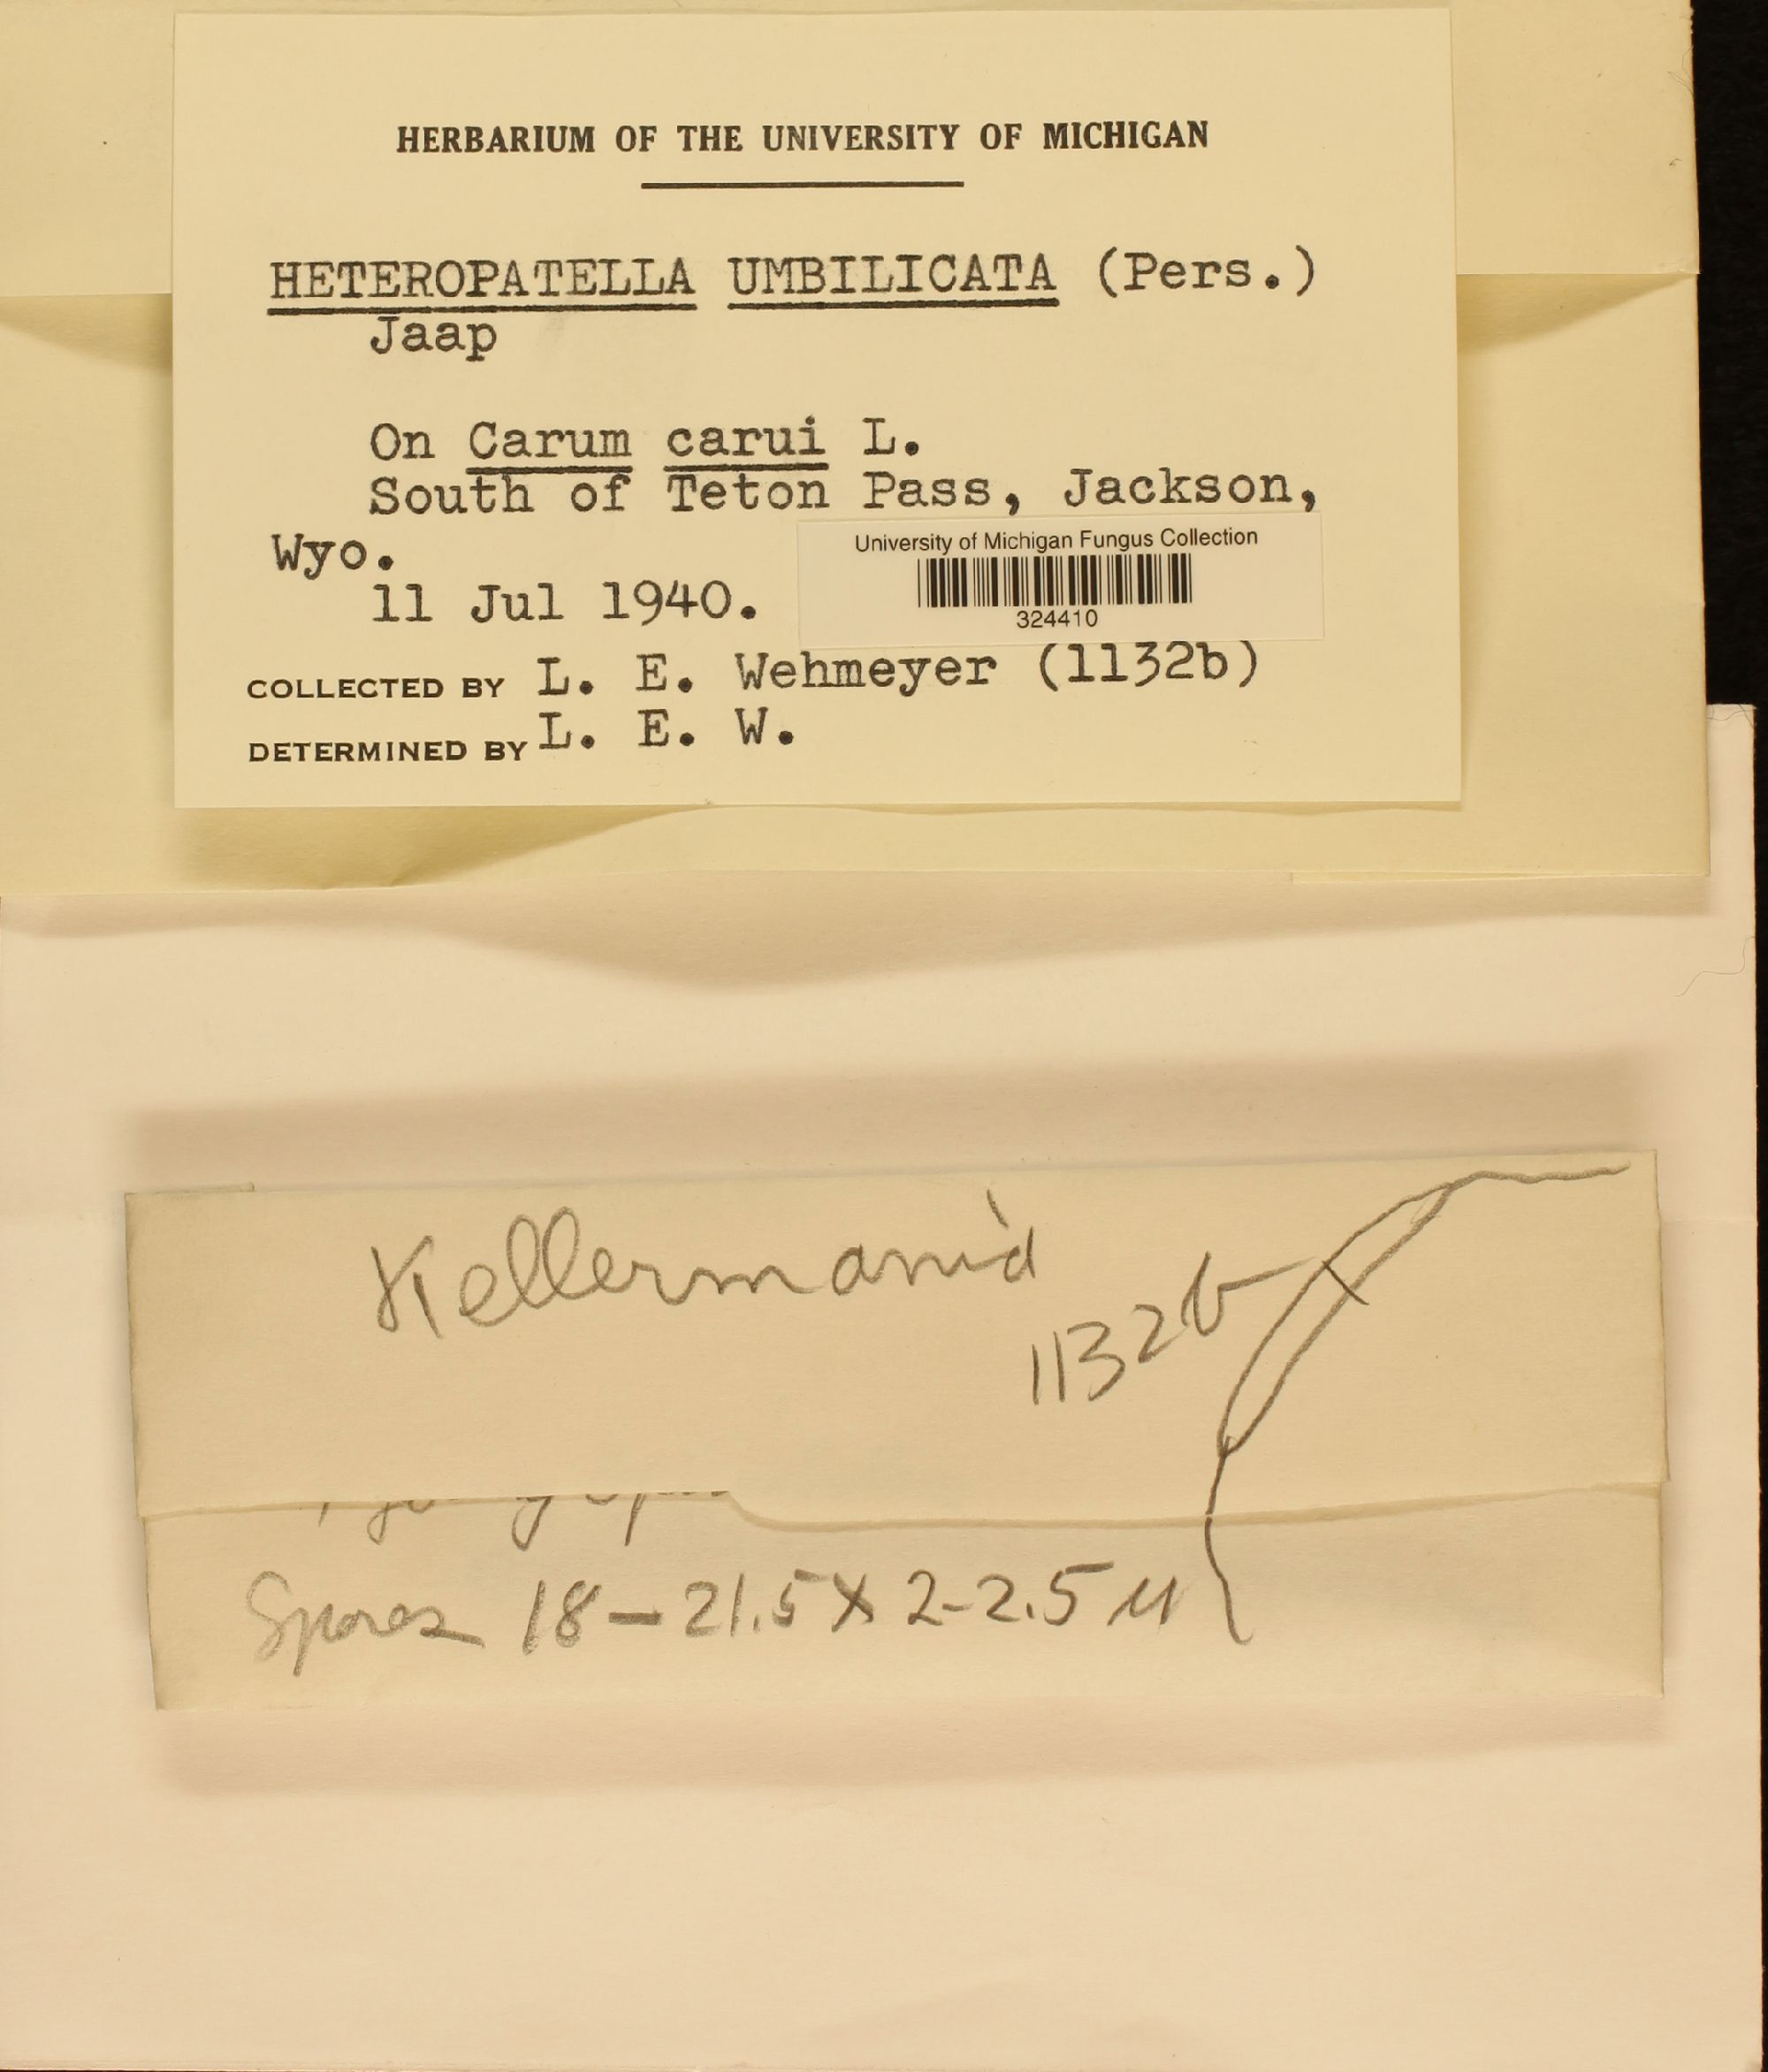 HERBARIUM OF THE UNIVERSITY OF MICHIGAN
HETEROPATELLA UMBILICATA (Pers.)
Jaap
On Carum carui L.
South of Teton Pass, Jackson,
Wyo.
11 Jul 1940.
University of Michigan Fungus Collection
324410
COLLECTED BY L. E. Wehmeyer (1132b)
DETERMINED BY L. E. W.
Kellermania
1132b
Spores 18-21.5 X 2-2.5 µ